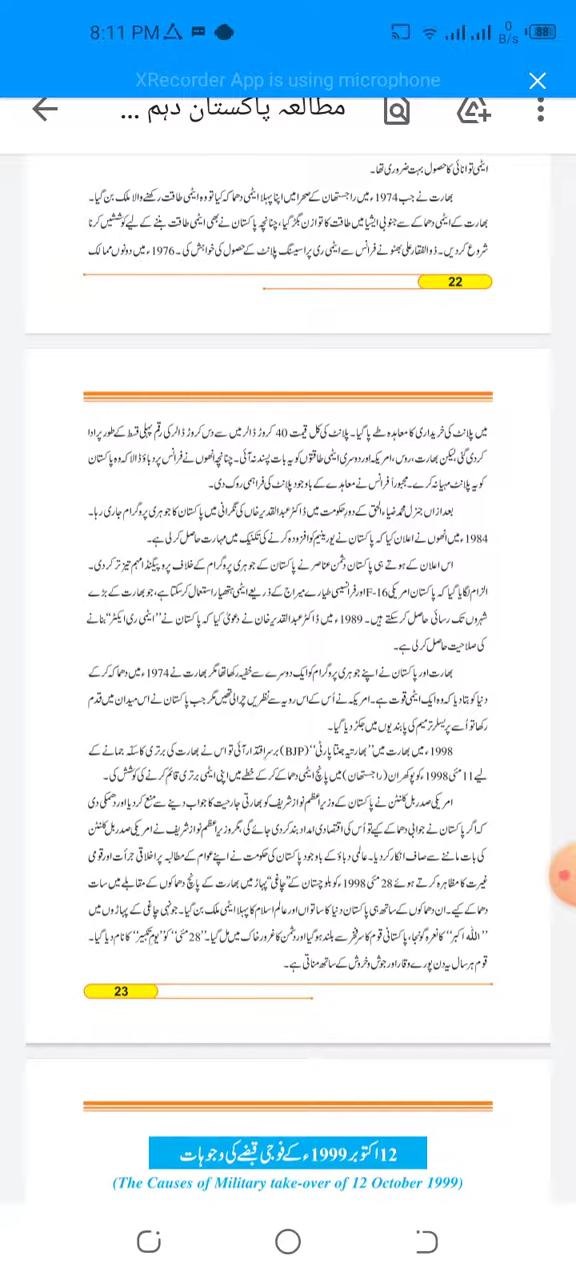 8:11 PM
0 B/s
88
XRecorder App is using microphone
مطالعہ پاکستان دہم ...
ایٹمی توانائی کا حصول بہت ضروری تھا۔
بھارت نے جب 1974ء میں راجستھان کے صحرا میں اپنا پہلا ایٹمی دھماکہ کیا تو وہ ایٹمی طاقت رکھنے والا ملک بن گیا۔
بھارت کے ایٹمی دھماکے سے جنوبی ایشیا میں طاقت کا توازن بگڑ گیا، چنانچہ پاکستان نے بھی ایٹمی طاقت بننے کے لیے کوششیں کرنا
شروع کردیں۔ ذوالفقار علی بھٹو نے فرانس سے ایٹمی ری پراسیسنگ پلانٹ کے حصول کی خواہش کی۔ 1976ء میں دونوں ممالک
22
میں پلانٹ کی خریداری کا معاہدہ طے پا گیا۔ پلانٹ کی کل قیمت 40 کروڑ ڈالر میں سے دس کروڑ ڈالر کی رقم پہلی قسط کے طور پر ادا
کر دی گئی لیکن بھارت، روس، امریکہ اور دوسری ایٹمی طاقتوں کو یہ بات پسند نہ آئی۔ چنانچہ انھوں نے فرانس پر دباؤ ڈالا کہ وہ پاکستان
کو یہ پلانٹ مہیا نہ کرے۔ مجبوراً فرانس نے معاہدے کے باوجود پلانٹ کی فراہمی روک دی۔
بعدازاں جنرل محمد ضیاء الحق کے دورِ حکومت میں ڈاکٹر عبدالقدیر خاں کی نگرانی میں پاکستان کا جوہری پروگرام جاری رہا۔
1984ء میں انھوں نے اعلان کیا کہ پاکستان نے یورینیم کو افزودہ کرنے کی تکنیک میں مہارت حاصل کر لی ہے۔
اس اعلان کے ہوتے ہی پاکستان دشمن عناصر نے پاکستان کے جوہری پروگرام کے خلاف پروپیگنڈا مہم تیز تر کر دی۔
الزام لگایا گیا کہ پاکستان امریکی F-16 اور فرانسیسی طیارے میراج کے ذریعے ایٹمی ہتھیار استعمال کر سکتا ہے، جو بھارت کے بڑے
شہروں تک رسائی حاصل کر سکتے ہیں۔ 1989ء میں ڈاکٹر عبدالقدیر خان نے دعویٰ کیا کہ پاکستان نے ”ایٹمی ری ایکٹر“ بنانے
کی صلاحیت حاصل کر لی ہے۔
بھارت اور پاکستان نے اپنے جوہری پروگرام کو ایک دوسرے سے خفیہ رکھا تھا مگر بھارت نے 1974ء میں دھماکہ کر کے
دنیا کو بتا دیا کہ وہ ایک ایٹمی قوت ہے۔ امریکہ نے اُس کے اس رویہ سے نظریں چرا لی تھیں مگر جب پاکستان نے اس میدان میں قدم
رکھا تو اُسے پریسلر ترمیم کی پابندیوں میں جکڑ دیا گیا۔
1998ء میں بھارت میں ”بھارتیہ جنتا پارٹی“ (BJP) برسرِ اقتدار آئی تو اس نے بھارت کی برتری کا سکہ جمانے کے
لیے 11 مئی 1998ء کو پوکھران (راجستھان) میں پانچ ایٹمی دھماکے کر کے خطے میں اپنی ایٹمی برتری قائم کرنے کی کوشش کی۔
امریکی صدر بل کلنٹن نے پاکستان کے وزیرِاعظم نواز شریف کو بھارتی جارحیت کا جواب دینے سے منع کر دیا اور دھمکی دی
کہ اگر پاکستان نے جوابی دھماکے کیے تو اُس کی اقتصادی امداد بند کر دی جائے گی، مگر وزیرِاعظم نواز شریف نے امریکی صدر بل کلنٹن
کی بات ماننے سے صاف انکار کر دیا۔ عالمی دباؤ کے باوجود پاکستان کی حکومت نے اپنے عوام کے مطالبہ پر اخلاقی جرأت اور قومی
غیرت کا مظاہرہ کرتے ہوئے 28 مئی 1998ء کو بلوچستان کے ”چاغی“ پہاڑ میں بھارت کے پانچ دھماکوں کے مقابلے میں سات
دھماکے کیے۔ ان دھماکوں کے ساتھ ہی پاکستان دنیا کا ساتواں اور عالمِ اسلام کا پہلا ایٹمی ملک بن گیا۔ جونہی چاغی کے پہاڑوں میں
”اللہ اکبر“ کا نعرہ گونجا، پاکستانی قوم کا سر فخر سے بلند ہو گیا اور دشمن کا غرور خاک میں مل گیا۔ ”28 مئی“ کو ”یومِ تکبیر“ کا نام دیا گیا۔
قوم ہر سال یہ دن پورے وقار اور جوش و خروش کے ساتھ مناتی ہے۔
23
12 اکتوبر 1999ء کے فوجی قبضے کی وجوہات
(The Causes of Military take-over of 12 October 1999)